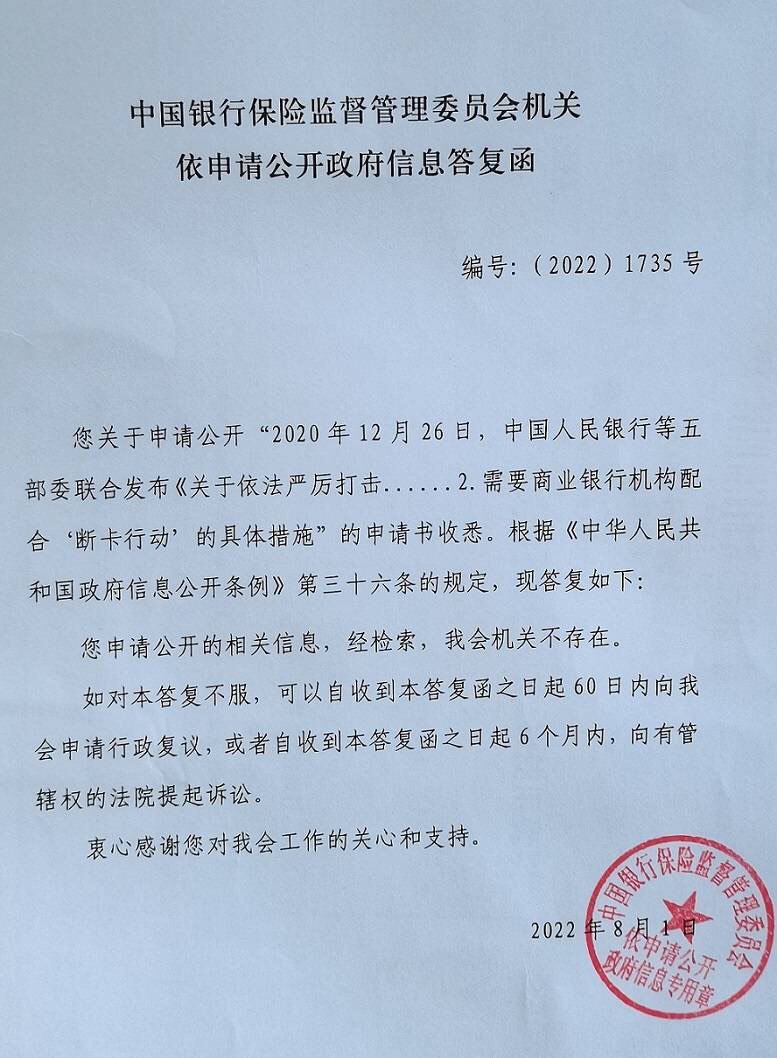 中国银行保险监督管理委员会机关
依申请公开政府信息答复函
编号:（2022）1735 号
您关于申请公开“2020 年 12 月 26 日，中国人民银行等五
部委联合发布《关于依法严厉打击......2.需要商业银行机构配
合‘断卡行动’的具体措施”的申请书收悉。根据《中华人民共
和国政府信息公开条例》第三十六条的规定，现答复如下：
您申请公开的相关信息，经检索，我会机关不存在。
如对本答复不服，可以自收到本答复函之日起 60 日内向我
会申请行政复议，或者自收到本答复函之日起 6 个月内，向有管
辖权的法院提起诉讼。
衷心感谢您对我会工作的关心和支持。
2022 年 8 月 1 日
中国银行保险监督管理委员会
依申请公开
政府信息专用章